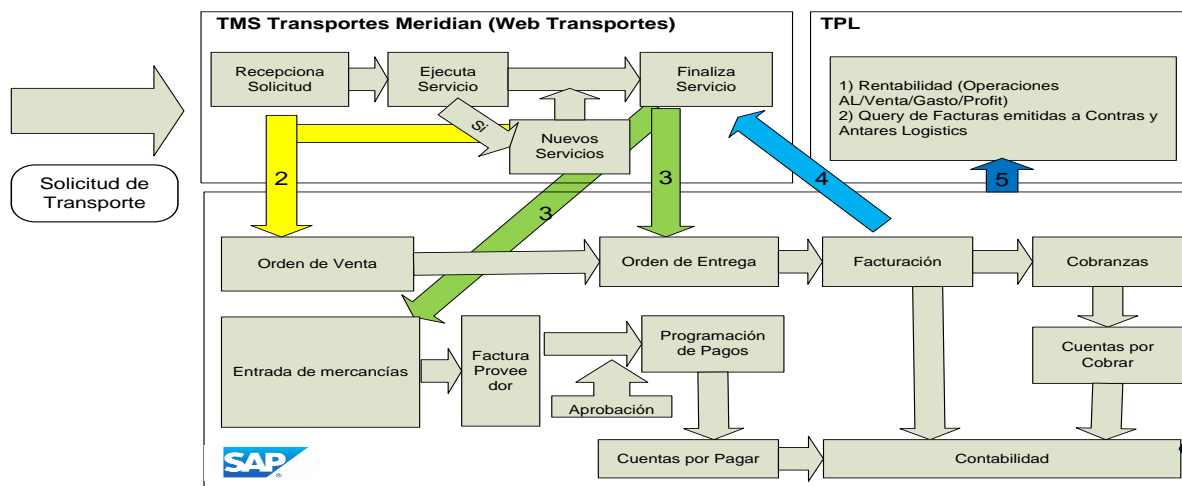 TMS Transportes Meridian (Web Transportes)
TPL
Recepciona
Solicitud
Ejecuta
Servicio
Finaliza
Servicio
1) Rentabilidad (Operaciones
AL/Venta/Gasto/Profit)
2) Query de Facturas emitidas a Contras y
Antares Logistics
Si
Nuevos
Servicios
Solicitud de
Transporte
2
3
3
4
5
Orden de Venta
Orden de Entrega
Facturación
Cobranzas
Entrada de mercancías
Factura
Provee
dor
Programación
de Pagos
Aprobación
Cuentas por
Cobrar
SAP
®
Cuentas por Pagar
Contabilidad